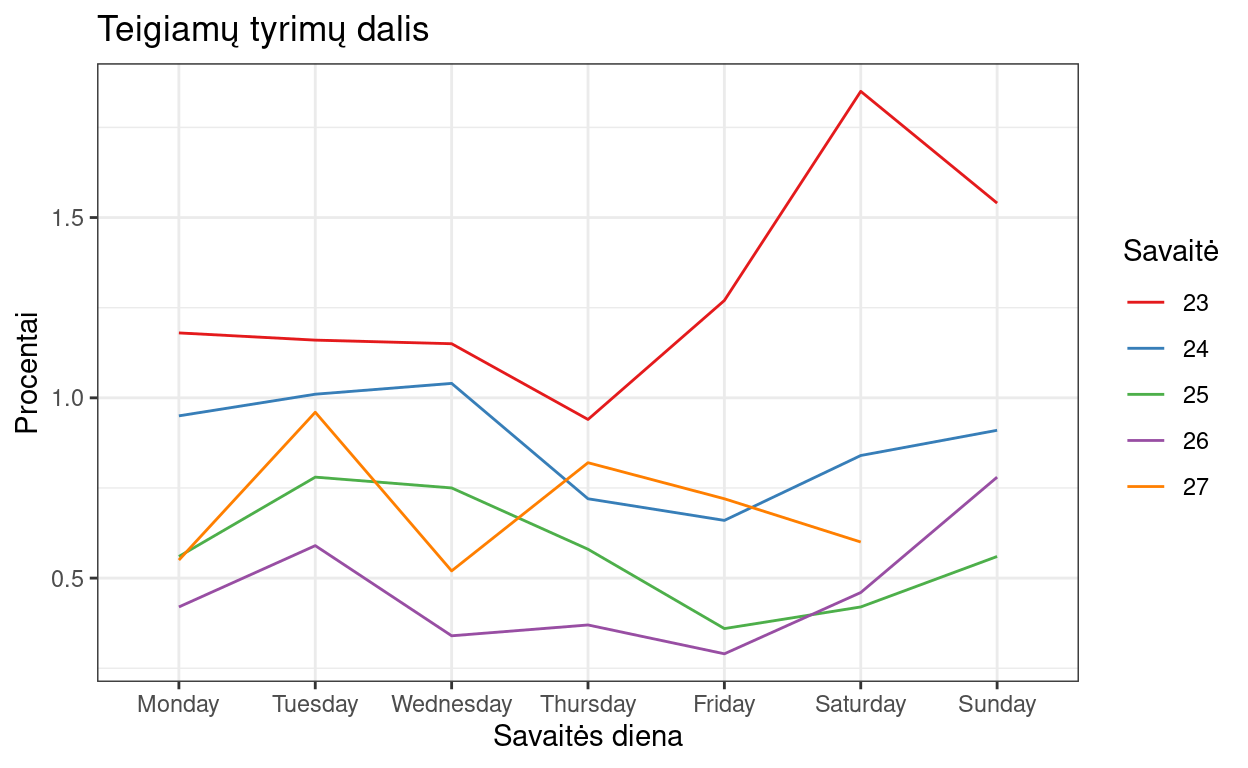 Teigiamų tyrimų dalis
Procentai
1.5
1.0
0.5
Monday Tuesday Wednesday Thursday Friday Saturday Sunday
Savaitės diena
Savaitė
23
24
25
26
27